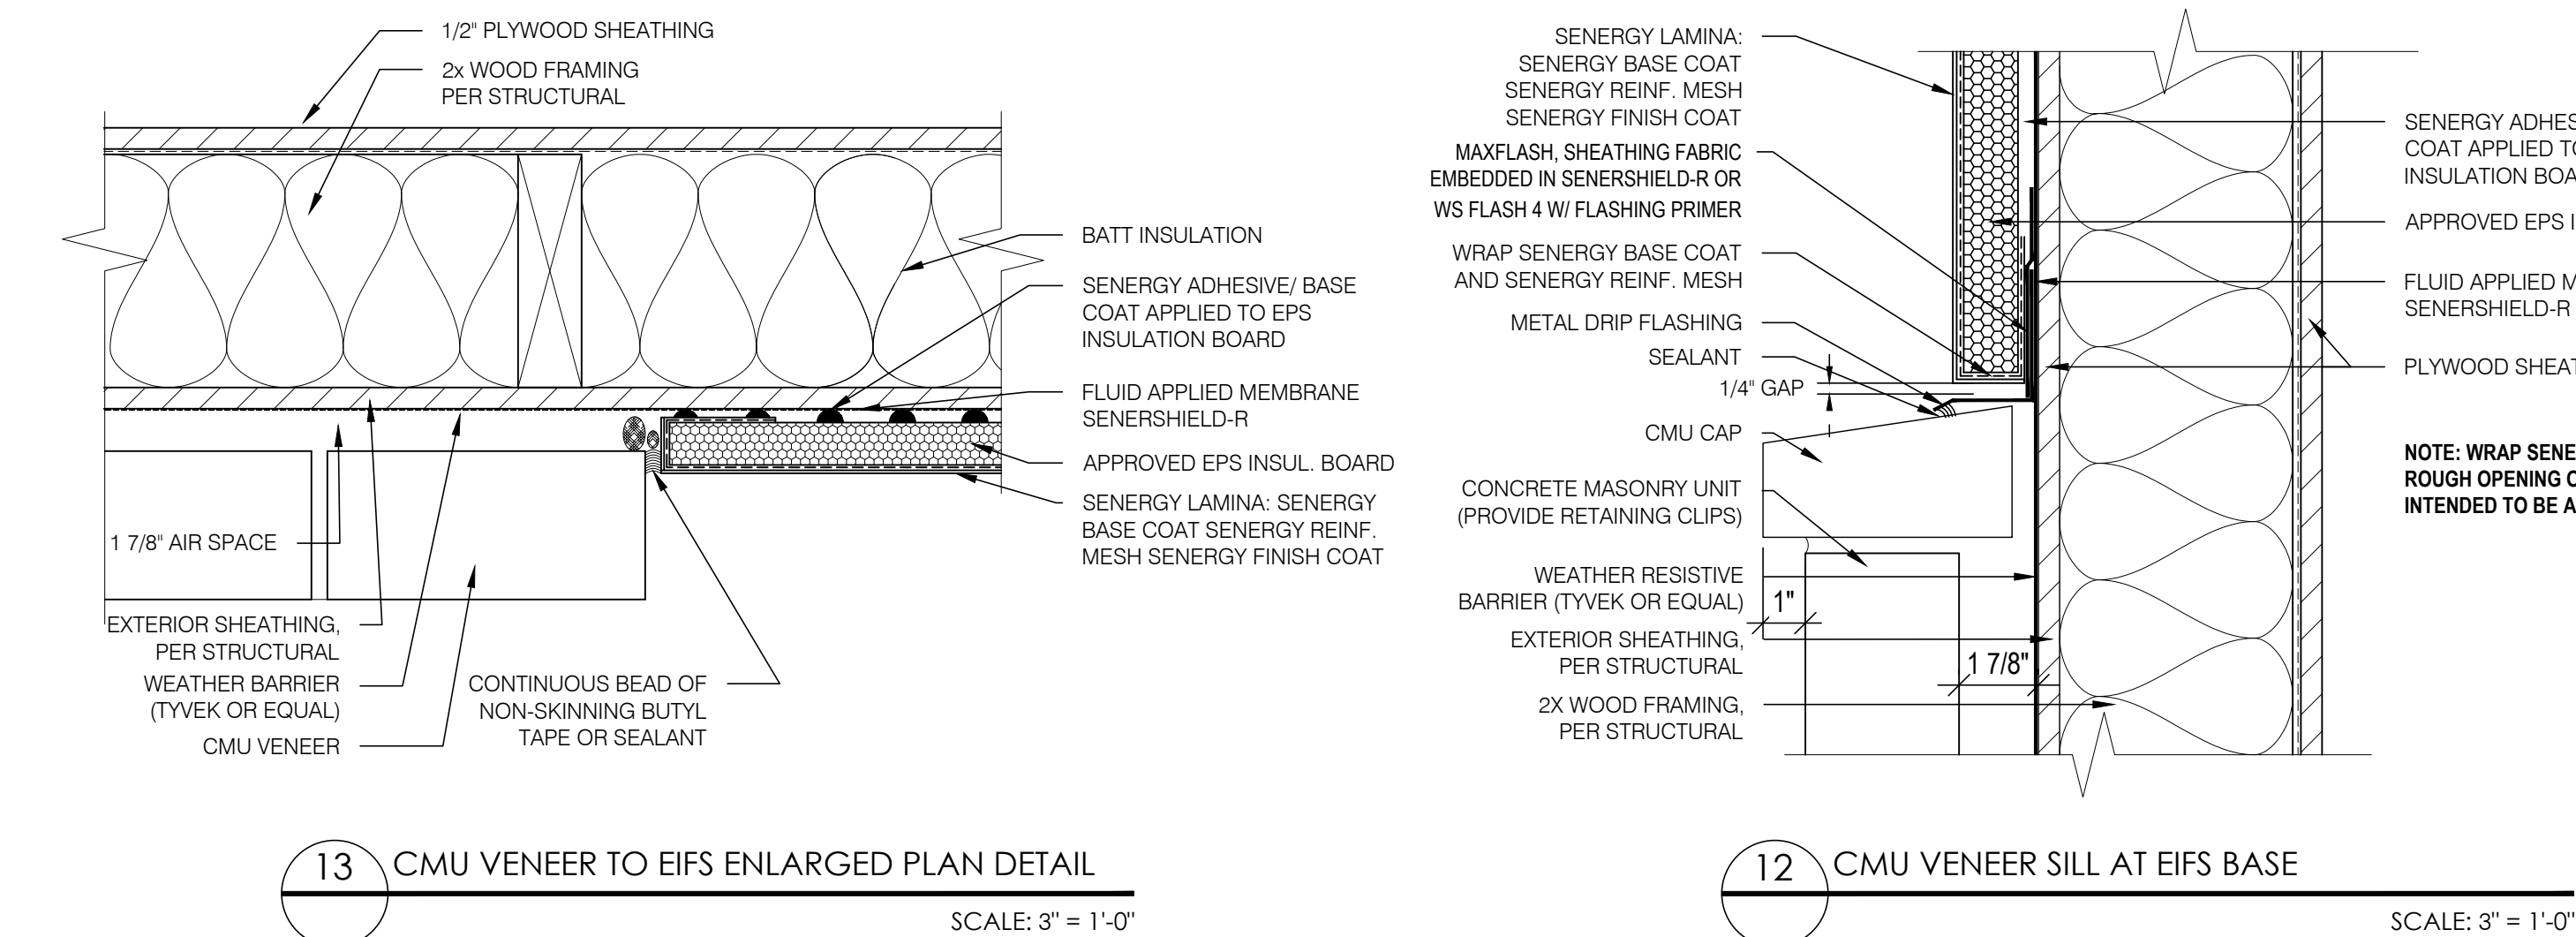 1/2" PLYWOOD SHEATHING
2x WOOD FRAMING
PER STRUCTURAL
BATT INSULATION
SENERGY ADHESIVE/ BASE
COAT APPLIED TO EPS
INSULATION BOARD
FLUID APPLIED MEMBRANE
SENERSHIELD-R
APPROVED EPS INSUL. BOARD
SENERGY LAMINA: SENERGY
BASE COAT SENERGY REINF.
MESH SENERGY FINISH COAT
1 7/8" AIR SPACE
EXTERIOR SHEATHING,
PER STRUCTURAL
WEATHER BARRIER
(TYVEK OR EQUAL)
CMU VENEER
CONTINUOUS BEAD OF
NON-SKINNING BUTYL
TAPE OR SEALANT
13
CMU VENEER TO EIFS ENLARGED PLAN DETAIL
SCALE: 3" = 1'-0"
SENERGY LAMINA:
SENERGY BASE COAT
SENERGY REINF. MESH
SENERGY FINISH COAT
MAXFLASH, SHEATHING FABRIC
EMBEDDED IN SENERSHIELD-R OR
WS FLASH 4 W/ FLASHING PRIMER
WRAP SENERGY BASE COAT
AND SENERGY REINF. MESH
METAL DRIP FLASHING
SEALANT
1/4" GAP
CMU CAP
CONCRETE MASONRY UNIT
(PROVIDE RETAINING CLIPS)
WEATHER RESISTIVE
BARRIER (TYVEK OR EQUAL)
1"
EXTERIOR SHEATHING,
PER STRUCTURAL
1 7/8"
2X WOOD FRAMING,
PER STRUCTURAL
SENERGY ADHES
COAT APPLIED TO
INSULATION BOA
APPROVED EPS I
FLUID APPLIED M
SENERSHIELD-R
PLYWOOD SHEAT
NOTE: WRAP SENE
ROUGH OPENING O
INTENDED TO BE A
12
CMU VENEER SILL AT EIFS BASE
SCALE: 3" = 1'-0"